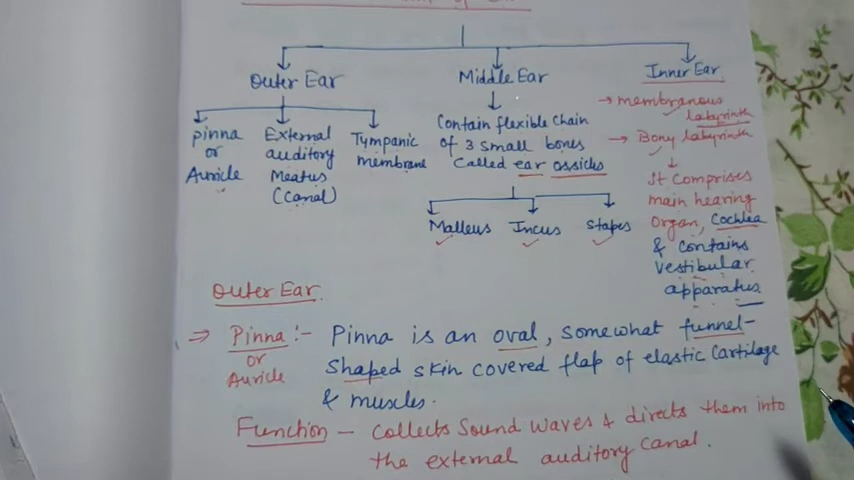 Outer Ear
Middle Ear
Inner Ear
Pinna
or
Auricle
External
auditory
Meatus
(Canal)
Tympanic
membrane
Contain flexible Chain
of 3 Small bones
Called ear ossicles
Malleus
Incus
Stapes
→ membranous
labyrinth
→ Bony labyrinth
It Comprises
main hearing
Organ, Cochlea
& Contains
Vestibular
apparatus
Outer Ear
⇒ Pinna :- Pinna is an oval, Somewhat funnel-
or
Auricle
Shaped skin covered flap of elastic Cartilage
& muscles.
Function - Collects Sound waves & directs them into
the external auditory Canal.